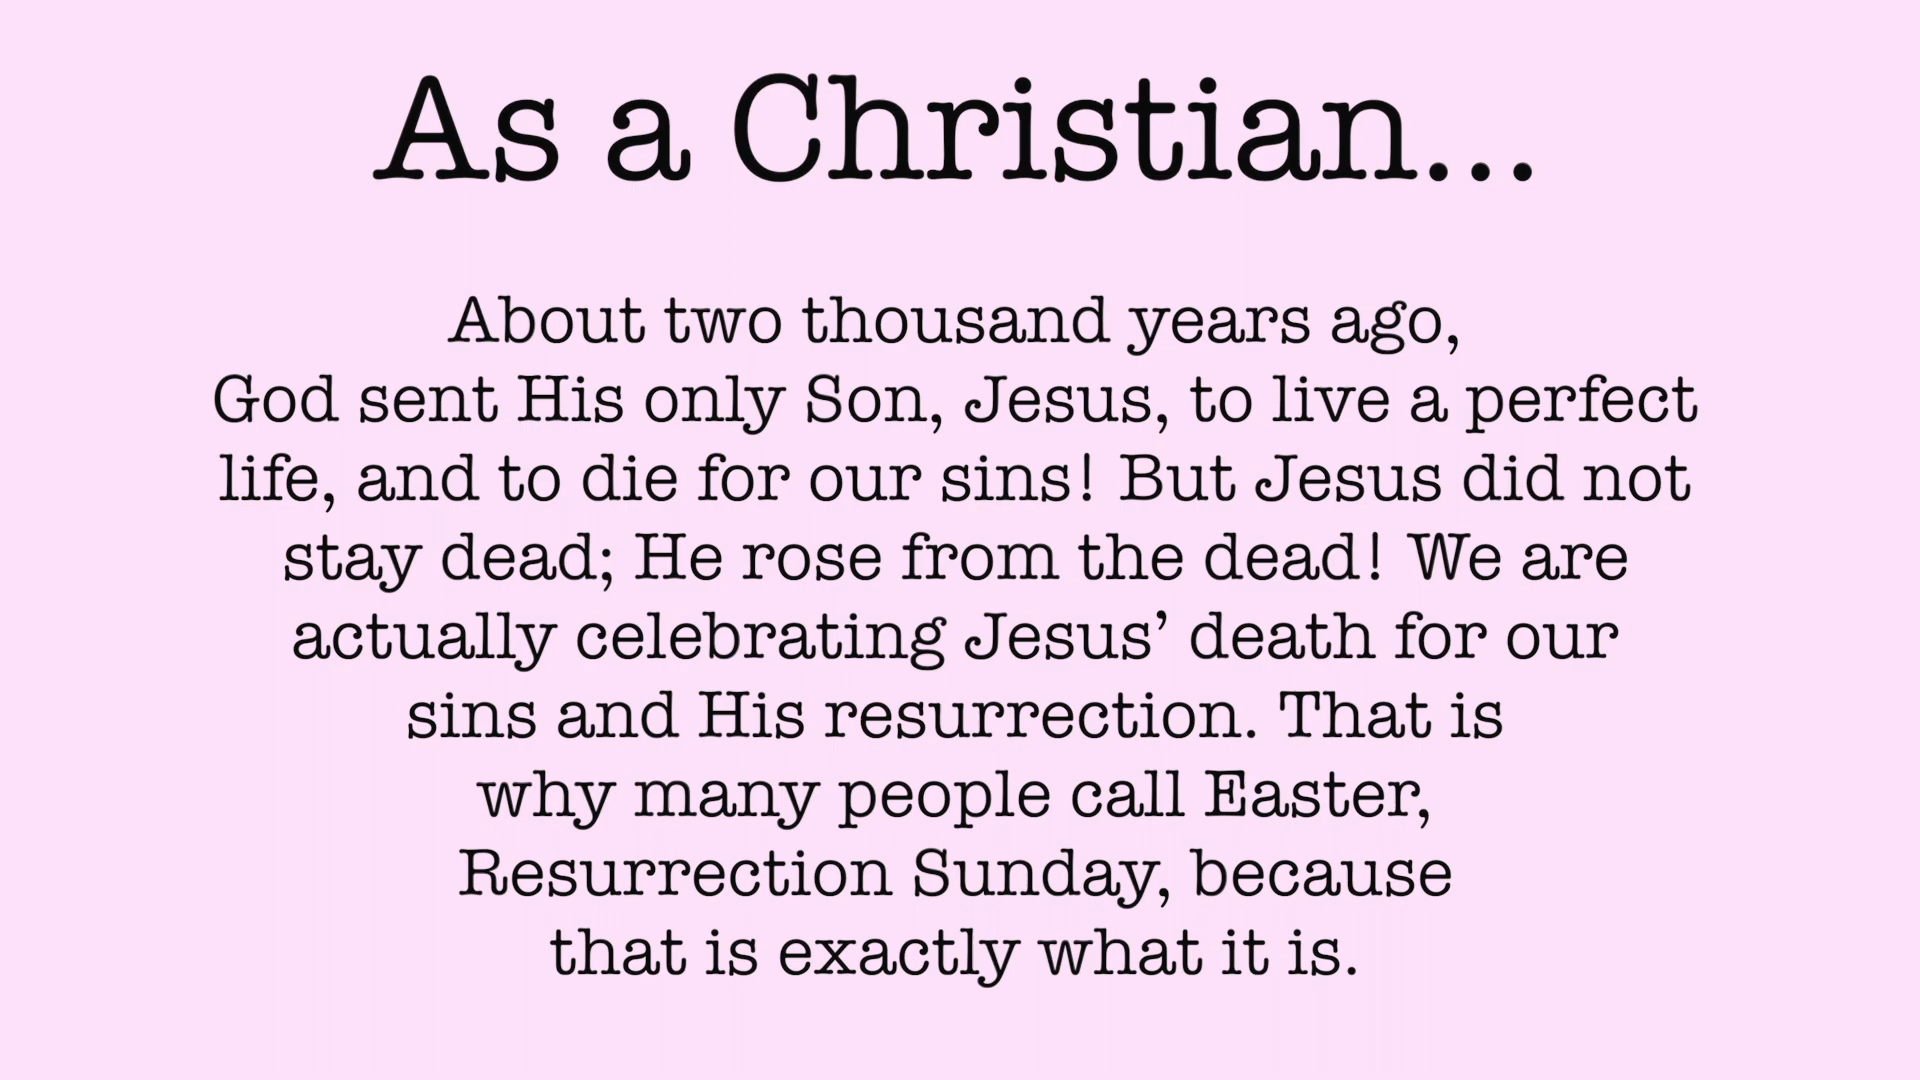 As a Christian...
About two thousand years ago,
God sent His only Son, Jesus, to live a perfect
life, and to die for our sins! But Jesus did not
stay dead; He rose from the dead! We are
actually celebrating Jesus’ death for our
sins and His resurrection. That is
why many people call Easter,
Resurrection Sunday, because
that is exactly what it is.